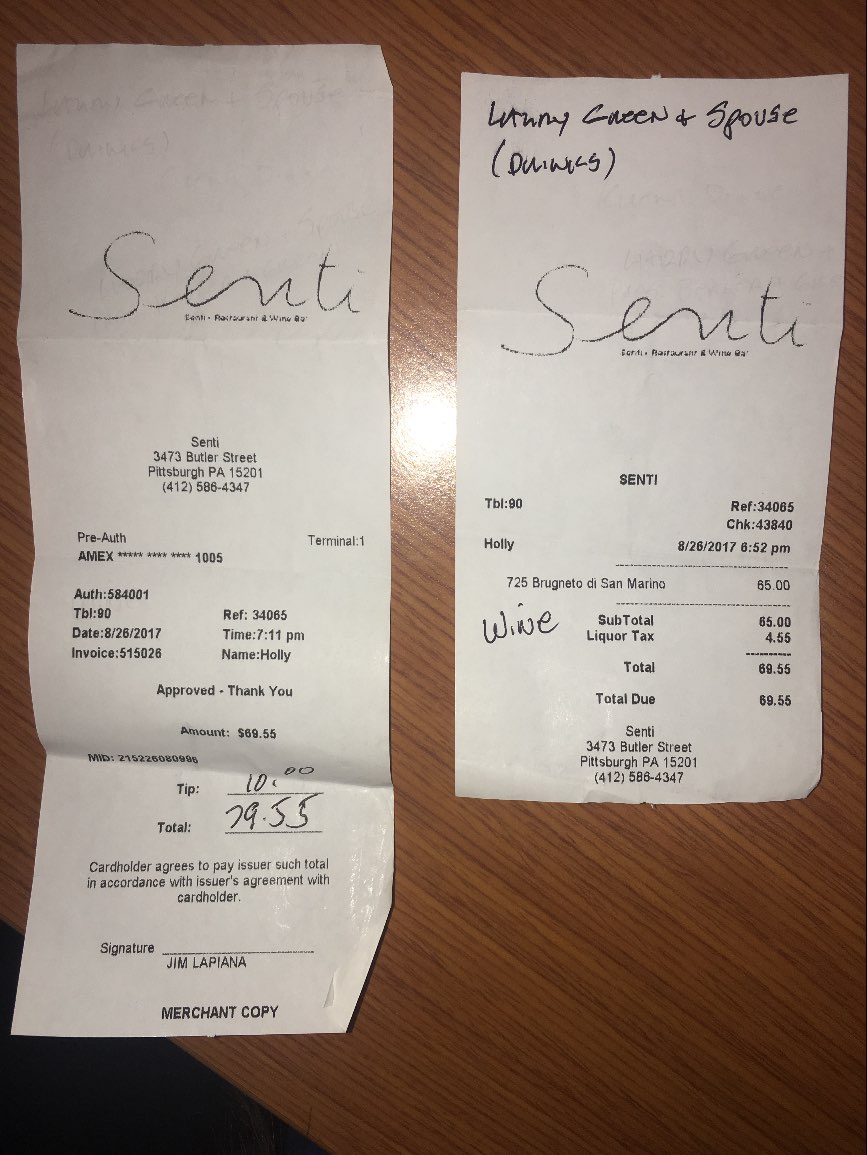 Senti
Senti - Restaurant & Wine Bar
Senti
3473 Butler Street
Pittsburgh PA 15201
(412) 586-4347
Pre-Auth Terminal:1
AMEX ***** **** **** 1005
Auth:584001
Tbl:90 Ref: 34065
Date:8/26/2017 Time:7:11 pm
Invoice:515026 Name:Holly
Approved - Thank You
Amount: $69.55
MID: 215226080996
Tip: 10.00
Total: 79.55
Cardholder agrees to pay issuer such total
in accordance with issuer's agreement with
cardholder.
Signature
JIM LAPIANA
MERCHANT COPY
Green & Spouse
(Drinks)
Senti
Senti - Restaurant & Wine Bar
SENTI
Tbl:90 Ref:34065
Chk:43840
Holly 8/26/2017 6:52 pm
725 Brugneto di San Marino 65.00
Wine
SubTotal 65.00
Liquor Tax 4.55
Total 69.55
Total Due 69.55
Senti
3473 Butler Street
Pittsburgh PA 15201
(412) 586-4347